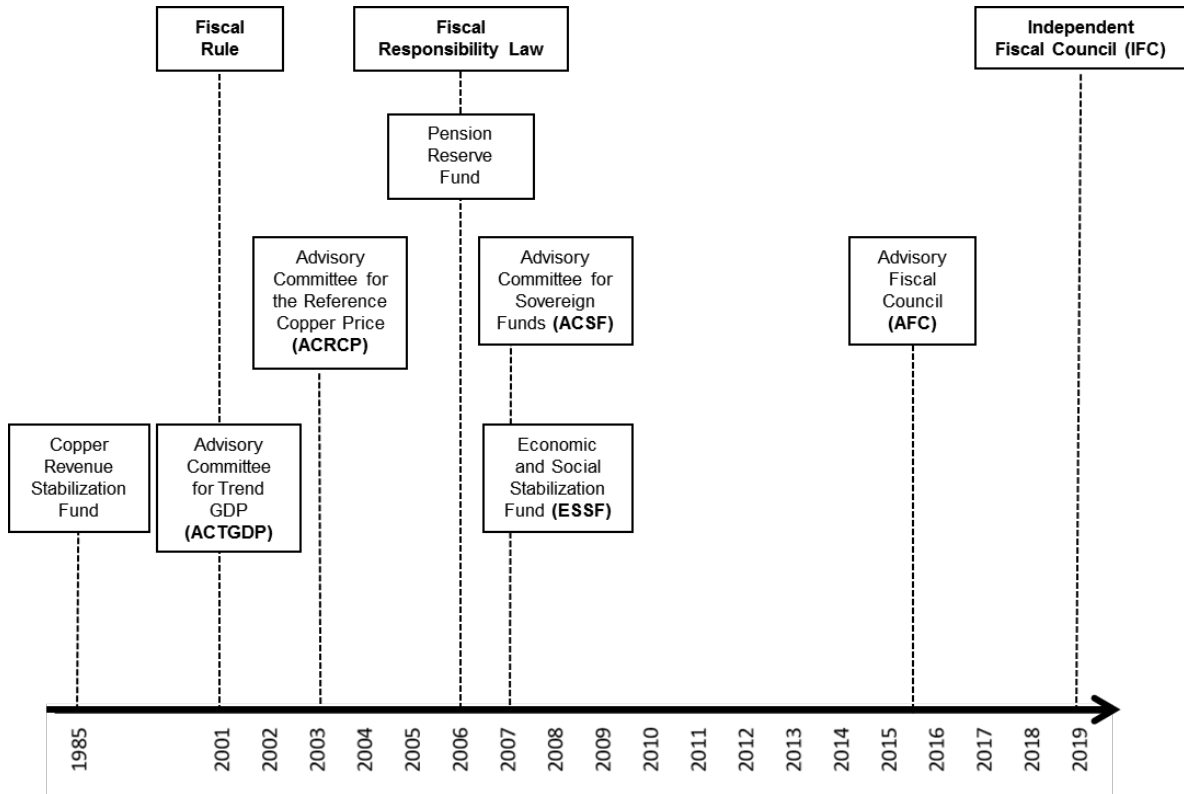 Fiscal
Rule
Fiscal
Responsibility Law
Independent
Fiscal Council (IFC)
Pension
Reserve
Fund
Advisory
Committee for
the Reference
Copper Price
(ACRCP)
Advisory
Committee for
Sovereign
Funds (ACSF)
Advisory
Fiscal
Council
(AFC)
Copper
Revenue
Stabilization
Fund
Advisory
Committee
for Trend
GDP
(ACTGDP)
Economic
and Social
Stabilization
Fund (ESSF)
1985
2001
2002
2003
2004
2005
2006
2007
2008
2009
2010
2011
2012
2013
2014
2015
2016
2017
2018
2019